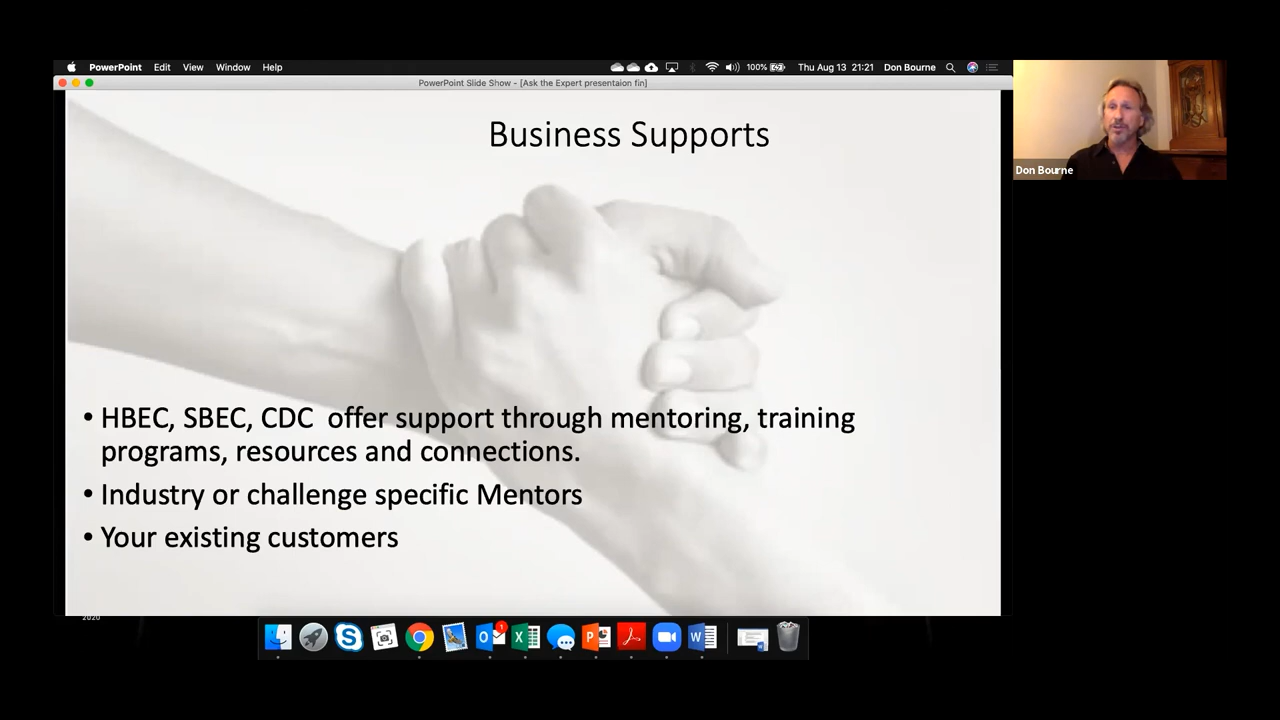 PowerPoint Edit View Window Help 100% Thu Aug 13 21:21 Don Bourne
PowerPoint Slide Show - [Ask the Expert presentaion fin]
Business Supports
Don Bourne
• HBEC, SBEC, CDC offer support through mentoring, training
programs, resources and connections.
• Industry or challenge specific Mentors
• Your existing customers
2020
1